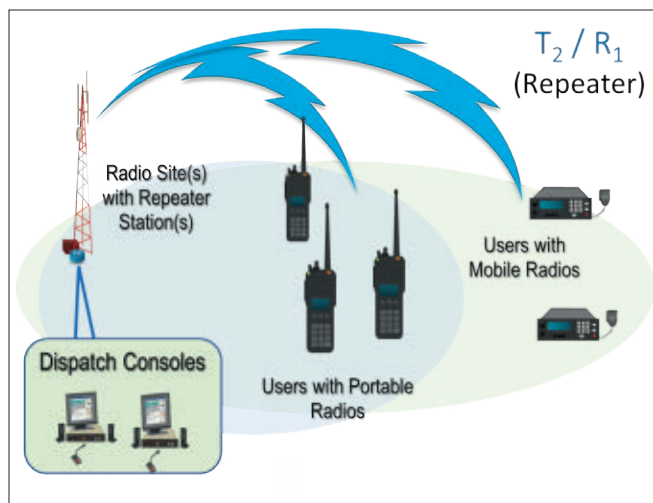 T₂ / R₁
(Repeater)
Radio Site(s)
with Repeater
Station(s)
Users with
Mobile Radios
Dispatch Consoles
Users with Portable
Radios